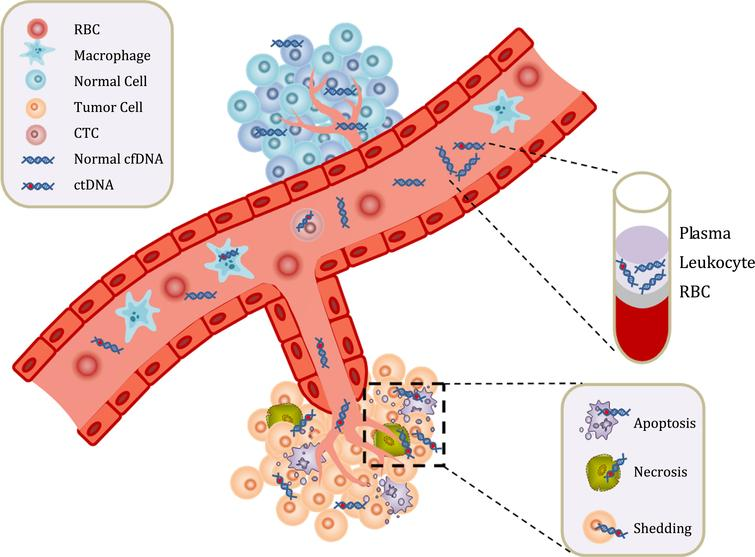 RBC
Macrophage
Normal Cell
Tumor Cell
CTC
Normal cfDNA
ctDNA
Plasma
Leukocyte
RBC
Apoptosis
Necrosis
Shedding